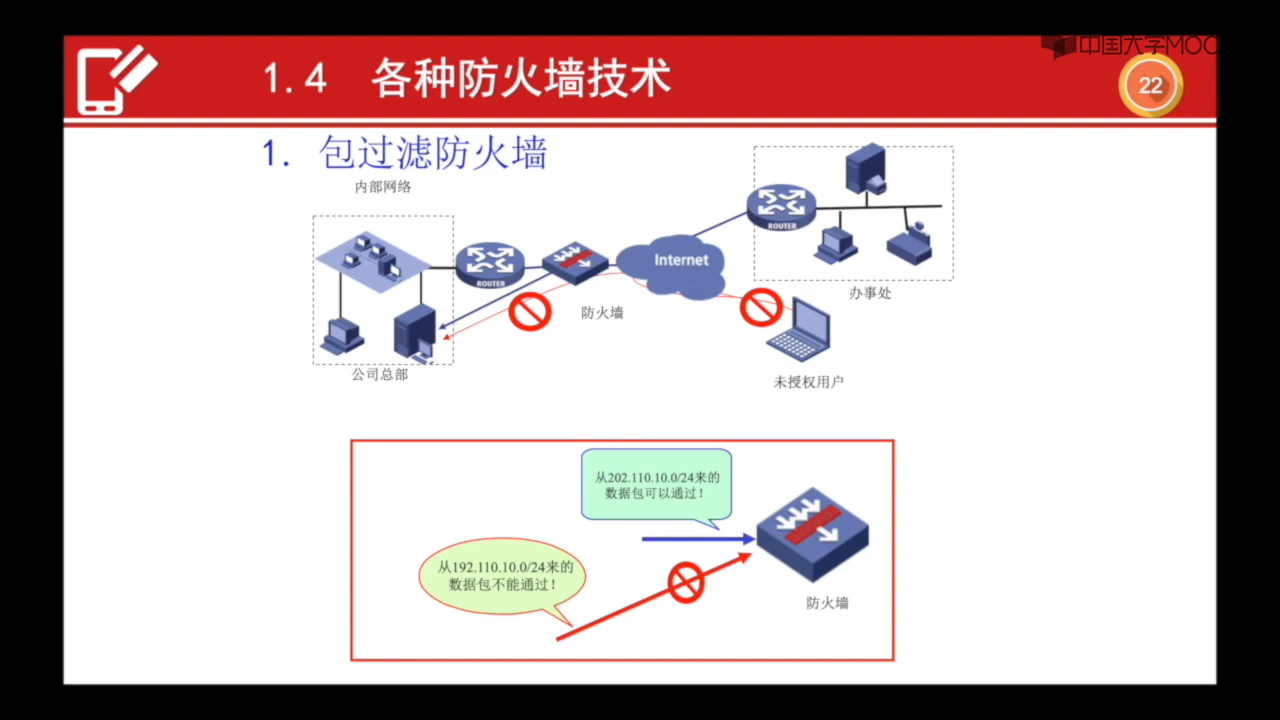 中国大学MOO
1.4 各种防火墙技术
22
1. 包过滤防火墙
内部网络
ROUTER
Internet
ROUTER
防火墙
办事处
公司总部
未授权用户
从202.110.10.0/24来的
数据包可以通过！
从192.110.10.0/24来的
数据包不能通过！
防火墙